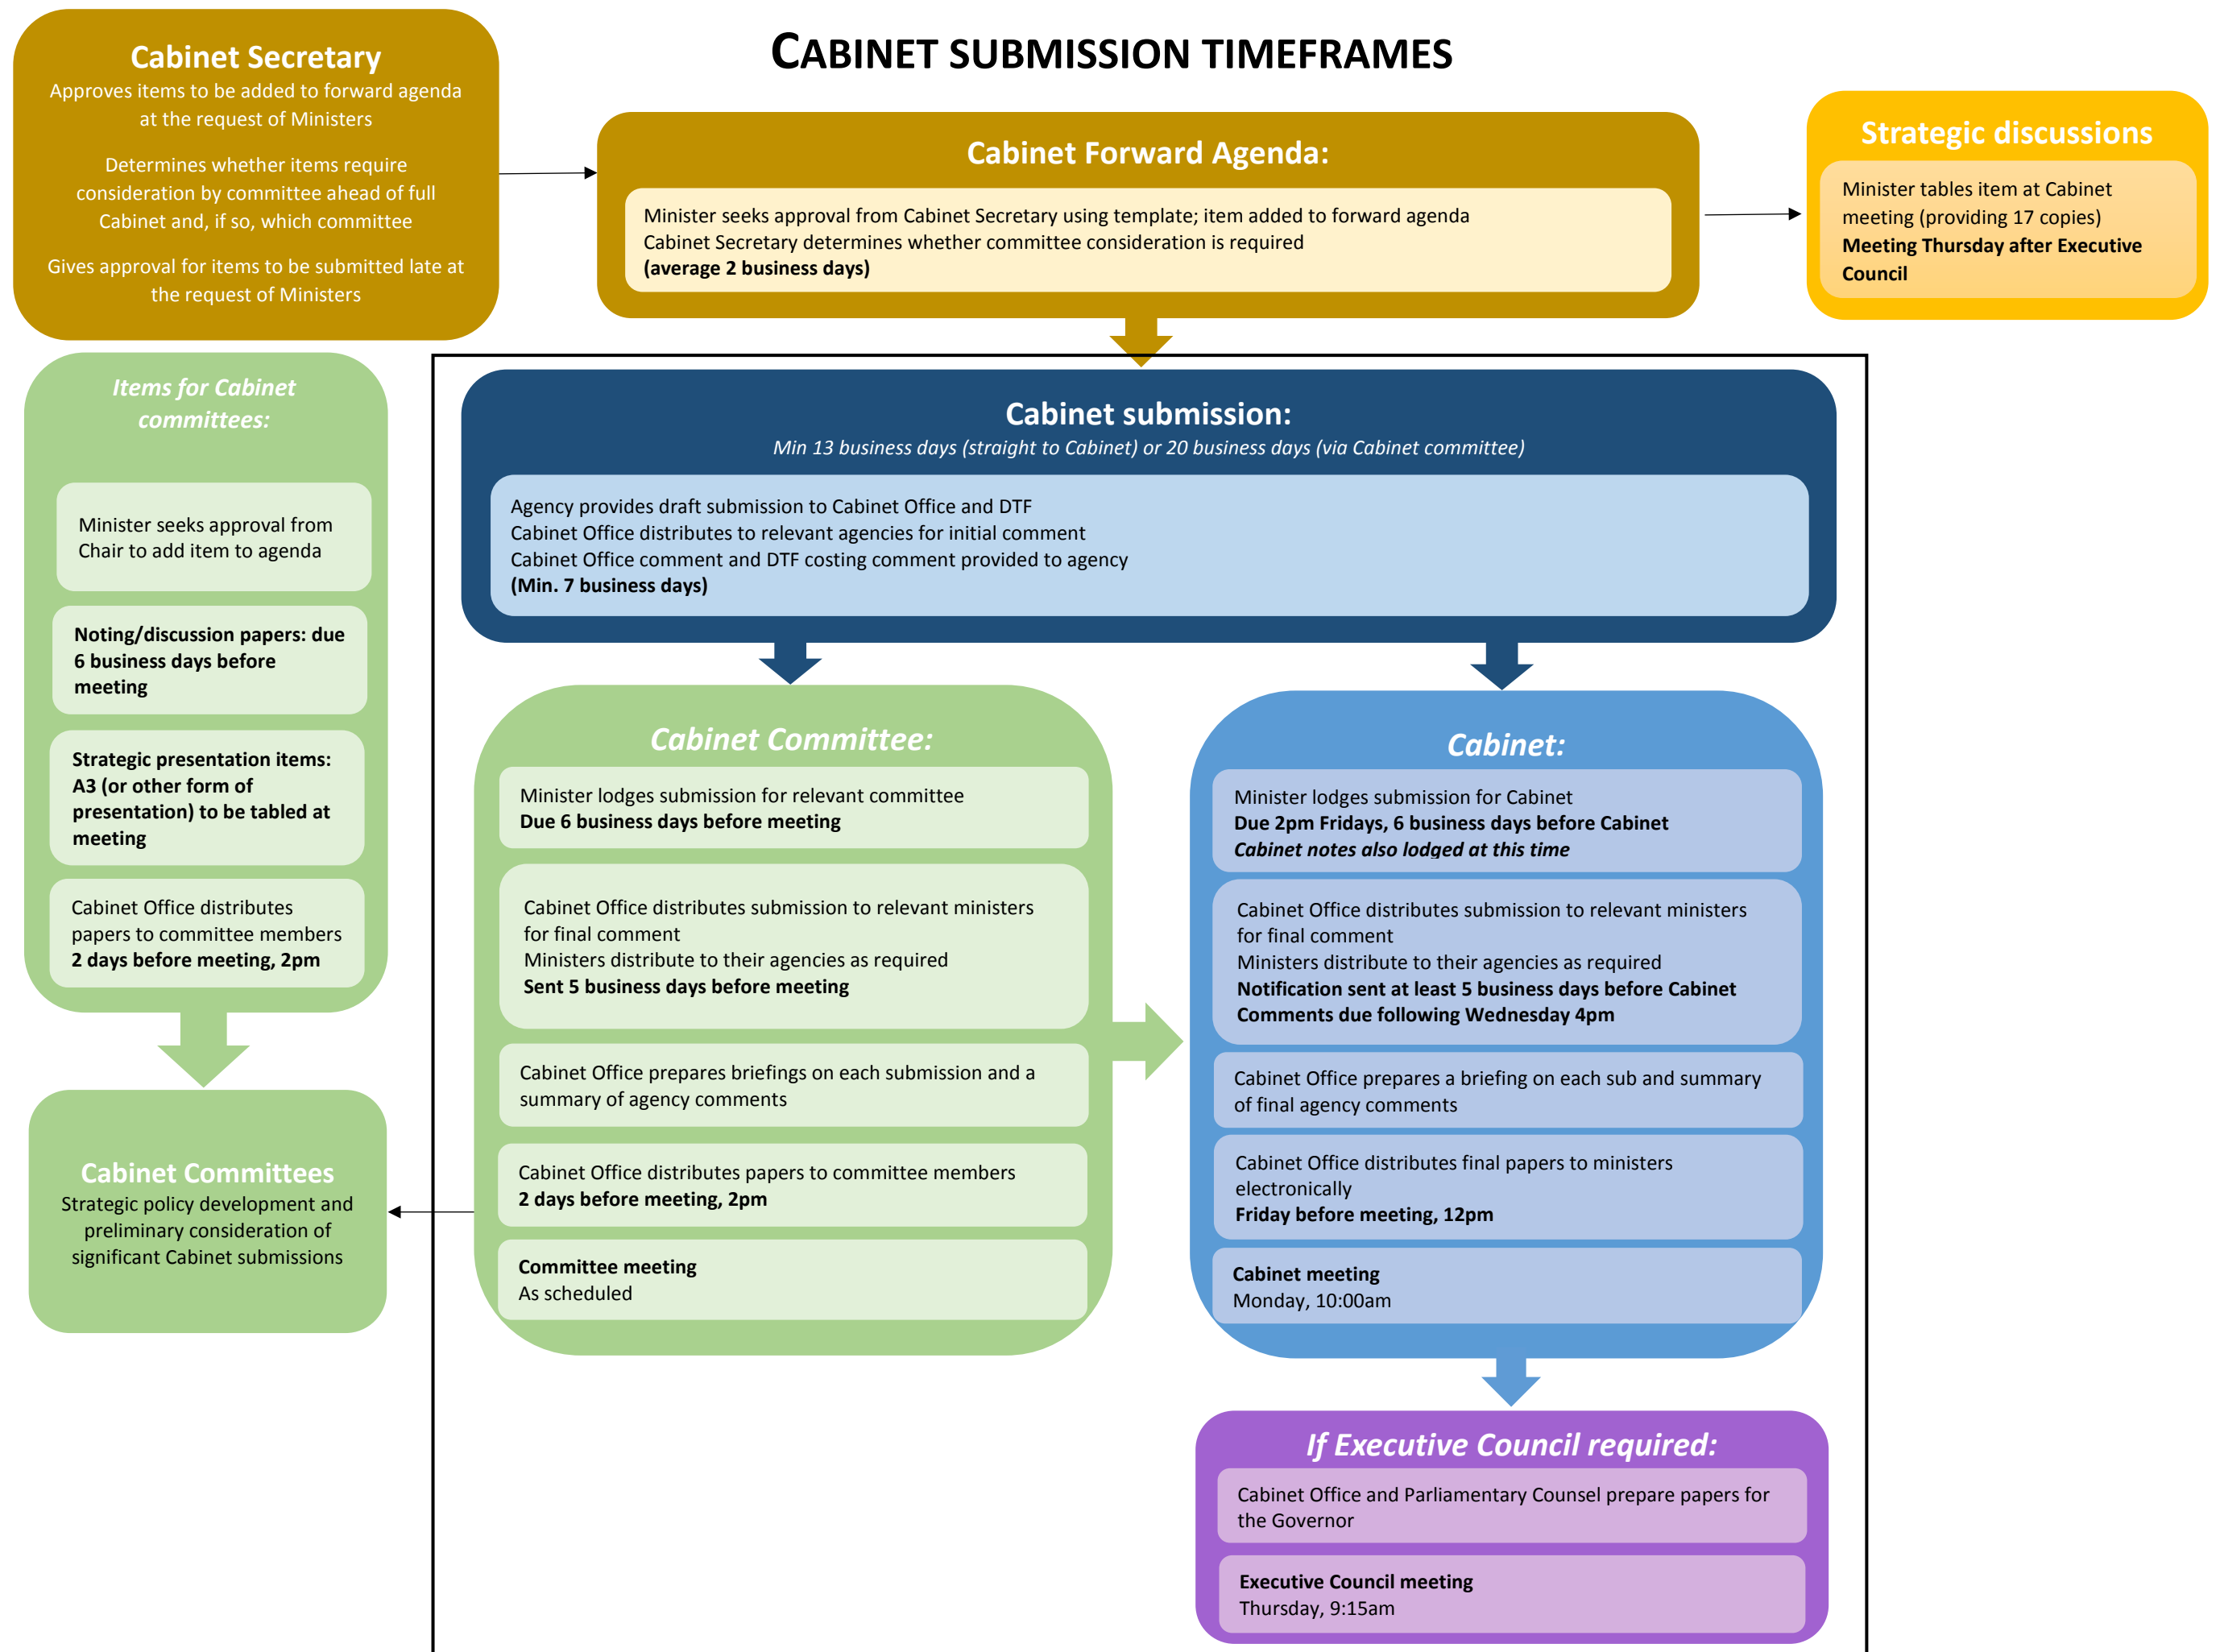 CABINET SUBMISSION TIMEFRAMES
Cabinet Secretary
Approves items to be added to forward agenda
at the request of Ministers
Determines whether items require
consideration by committee ahead of full
Cabinet and, if so, which committee
Gives approval for items to be submitted late at
the request of Ministers
Cabinet Forward Agenda:
Minister seeks approval from Cabinet Secretary using template; item added to forward agenda
Cabinet Secretary determines whether committee consideration is required
(average 2 business days)
Strategic discussions
Minister tables item at Cabinet
meeting (providing 17 copies)
Meeting Thursday after Executive
Council
Items for Cabinet
committees:
Minister seeks approval from
Chair to add item to agenda
Noting/discussion papers: due
6 business days before
meeting
Strategic presentation items:
A3 (or other form of
presentation) to be tabled at
meeting
Cabinet Office distributes
papers to committee members
2 days before meeting, 2pm
Cabinet Committees
Strategic policy development and
preliminary consideration of
significant Cabinet submissions
Cabinet submission:
Min 13 business days (straight to Cabinet) or 20 business days (via Cabinet committee)
Agency provides draft submission to Cabinet Office and DTF
Cabinet Office distributes to relevant agencies for initial comment
Cabinet Office comment and DTF costing comment provided to agency
(Min. 7 business days)
Cabinet Committee:
Minister lodges submission for relevant committee
Due 6 business days before meeting
Cabinet Office distributes submission to relevant ministers
for final comment
Ministers distribute to their agencies as required
Sent 5 business days before meeting
Cabinet Office prepares briefings on each submission and a
summary of agency comments
Cabinet Office distributes papers to committee members
2 days before meeting, 2pm
Committee meeting
As scheduled
Cabinet:
Minister lodges submission for Cabinet
Due 2pm Fridays, 6 business days before Cabinet
Cabinet notes also lodged at this time
Cabinet Office distributes submission to relevant ministers
for final comment
Ministers distribute to their agencies as required
Notification sent at least 5 business days before Cabinet
Comments due following Wednesday 4pm
Cabinet Office prepares a briefing on each sub and summary
of final agency comments
Cabinet Office distributes final papers to ministers
electronically
Friday before meeting, 12pm
Cabinet meeting
Monday, 10:00am
If Executive Council required:
Cabinet Office and Parliamentary Counsel prepare papers for
the Governor
Executive Council meeting
Thursday, 9:15am